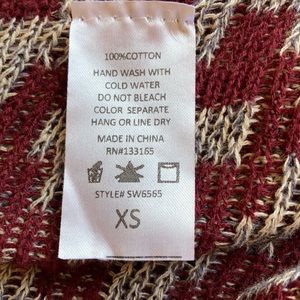 100%COTTON
HAND WASH WITH
COLD WATER
DO NOT BLEACH
COLOR SEPARATE
HANG OR LINE DRY
MADE IN CHINA
RN#133165
STYLE# SW6565
XS